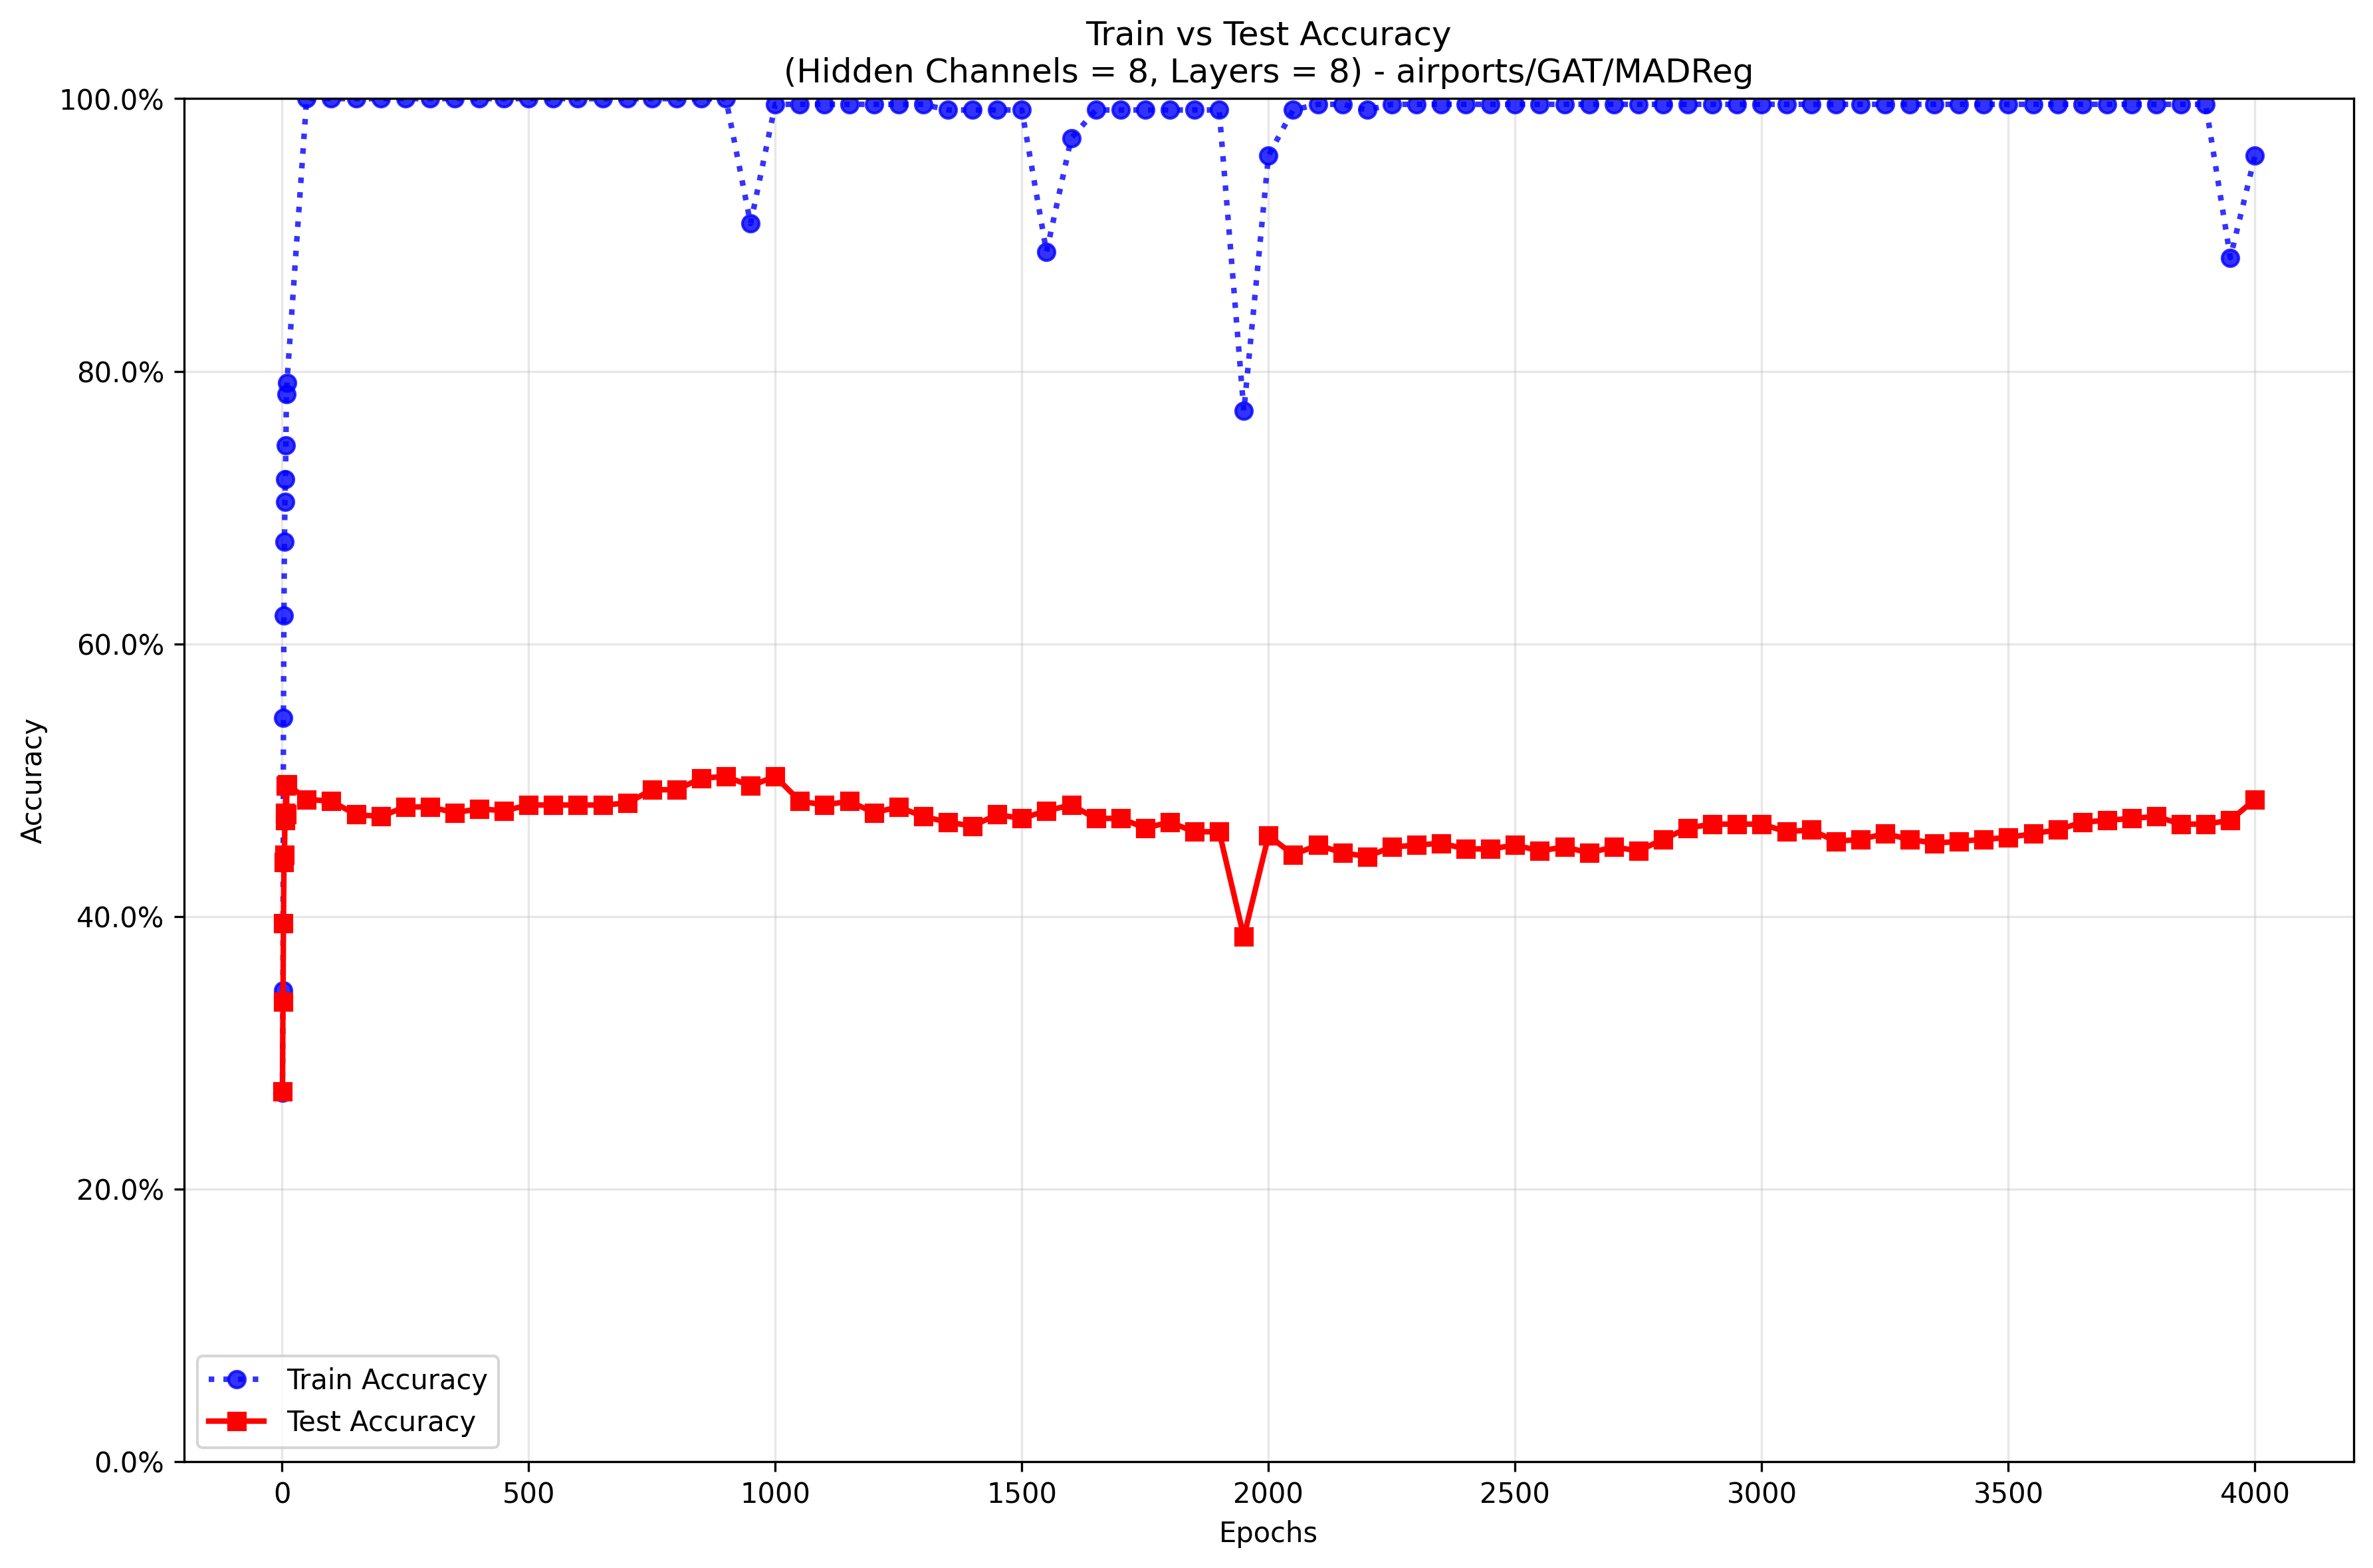 Train vs Test Accuracy
(Hidden Channels = 8, Layers = 8) - airports/GAT/MADReg
100.0%
80.0%
60.0%
40.0%
20.0%
0.0%
Accuracy
Train Accuracy
Test Accuracy
0 500 1000 1500 2000 2500 3000 3500 4000
Epochs